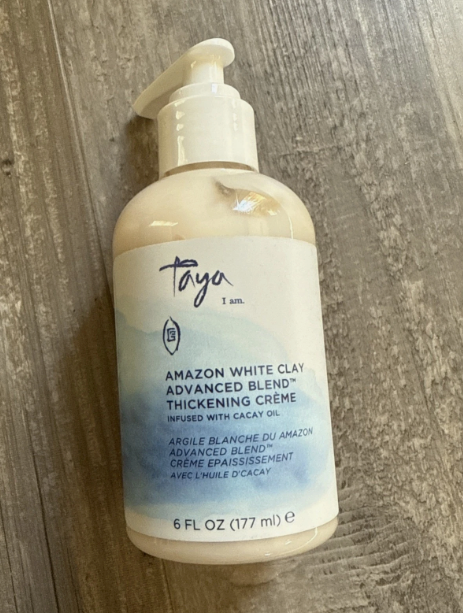 Taya
I am.
AMAZON WHITE CLAY
ADVANCED BLEND™
THICKENING CRÈME
INFUSED WITH CACAY OIL
ARGILE BLANCHE DU AMAZON
ADVANCED BLEND™
CRÈME EPAISSISSEMENT
AVEC L'HUILE D'CACAY
6 FL OZ (177 ml) ℮